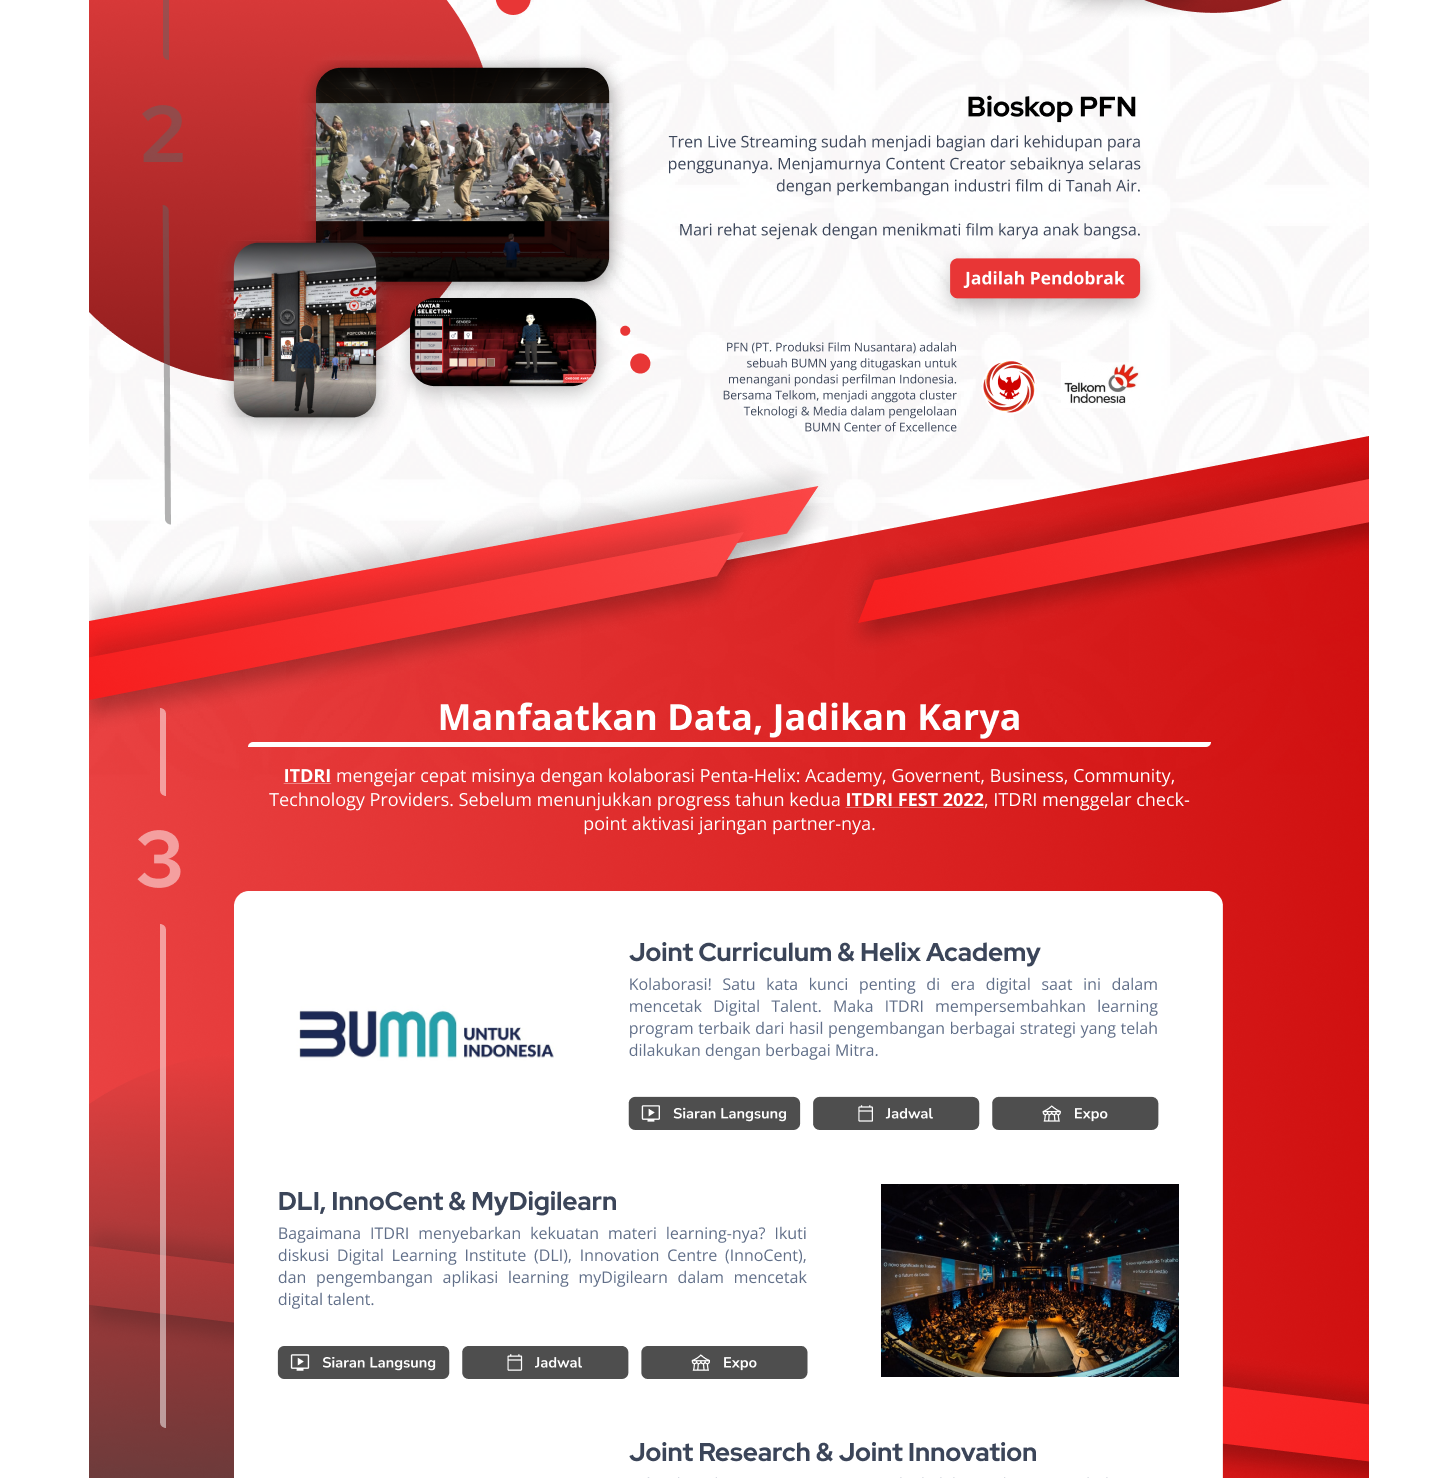 2
Bioskop PFN
Tren Live Streaming sudah menjadi bagian dari kehidupan para
penggunanya. Menjamurnya Content Creator sebaiknya selaras
dengan perkembangan industri film di Tanah Air.
Mari rehat sejenak dengan menikmati film karya anak bangsa.
Jadilah Pendobrak
CGV
AVATAR
SELECTION
GENDER
PFN (PT. Produksi Film Nusantara) adalah
sebuah BUMN yang ditugaskan untuk
menangani pondasi perfilman Indonesia.
Bersama Telkom, menjadi anggota cluster
Teknologi & Media dalam pengelolaan
BUMN Center of Excellence
Telkom
Indonesia
Manfaatkan Data, Jadikan Karya
ITDRI mengejar cepat misinya dengan kolaborasi Penta-Helix: Academy, Governent, Business, Community,
Technology Providers. Sebelum menunjukkan progress tahun kedua ITDRI FEST 2022, ITDRI menggelar check-
point aktivasi jaringan partner-nya.
3
BUMN UNTUK
INDONESIA
Joint Curriculum & Helix Academy
Kolaborasi! Satu kata kunci penting di era digital saat ini dalam
mencetak Digital Talent. Maka ITDRI mempersembahkan learning
program terbaik dari hasil pengembangan berbagai strategi yang telah
dilakukan dengan berbagai Mitra.
Siaran Langsung
Jadwal
Expo
DLI, InnoCent & MyDigilearn
Bagaimana ITDRI menyebarkan kekuatan materi learning-nya? Ikuti
diskusi Digital Learning Institute (DLI), Innovation Centre (InnoCent),
dan pengembangan aplikasi learning myDigilearn dalam mencetak
digital talent.
Siaran Langsung
Jadwal
Expo
Joint Research & Joint Innovation